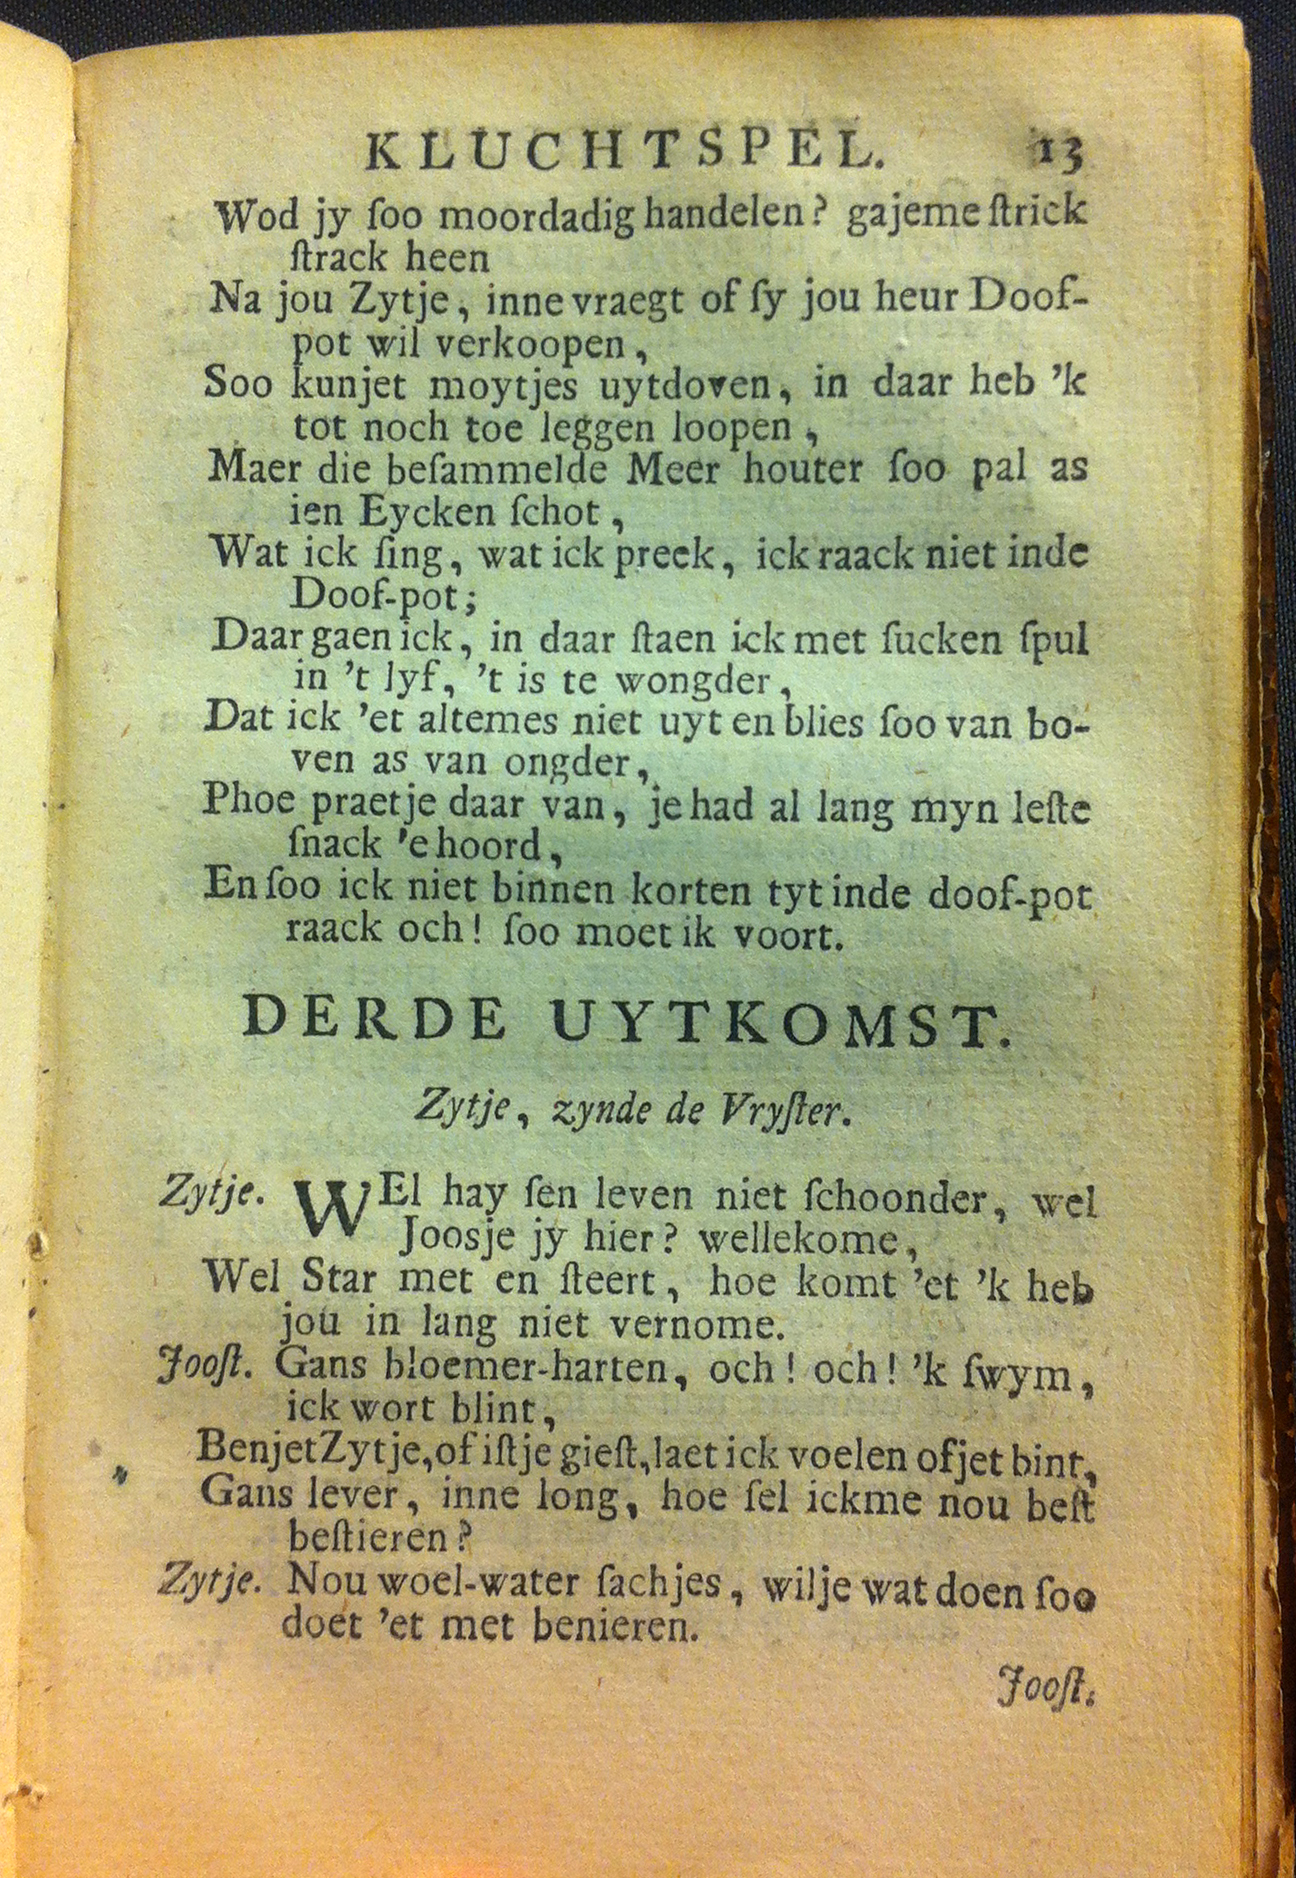 KLUCHTSPEL. 13
Wod jy ſoo moordadig handelen? gajeme ſtrick
ſtrack heen
Na jou Zytje, inne vraegt of ſy jou heur Doof-
pot wil verkoopen,
Soo kunjet moytjes uytdoven, in daar heb ’k
tot noch toe leggen loopen,
Maer die beſammelde Meer houter ſoo pal as
ien Eycken ſchot,
Wat ick ſing, wat ick preek, ick raack niet inde
Doof-pot;
Daar gaen ick, in daar ſtaen ick met ſucken ſpul
in ’t lyf, ’t is te wongder,
Dat ick ’et altemes niet uyt en blies ſoo van bo-
ven as van ongder,
Phoe praetje daar van, je had al lang myn leſte
ſnack ’e hoord,
En ſoo ick niet binnen korten tyt inde doof-pot
raack och! ſoo moet ik voort.
DERDE UYTKOMST.
Zytje, zynde de Vryſter.
Zytje. WEl hay ſen leven niet ſchoonder, wel
Joosje jy hier? wellekome,
Wel Star met en ſteert, hoe komt ’et ’k heb
jou in lang niet vernome.
Jooſt. Gans bloemer-harten, och! och! ’k ſwym,
ick wort blint,
Benjet Zytje, of iſtje gieſt, laet ick voelen of jet bint,
Gans lever, inne long, hoe ſel ickme nou beſt
beſtieren?
Zytje. Nou woel-water ſachjes, wilje wat doen ſoo
doet ’et met benieren.
Jooſt.